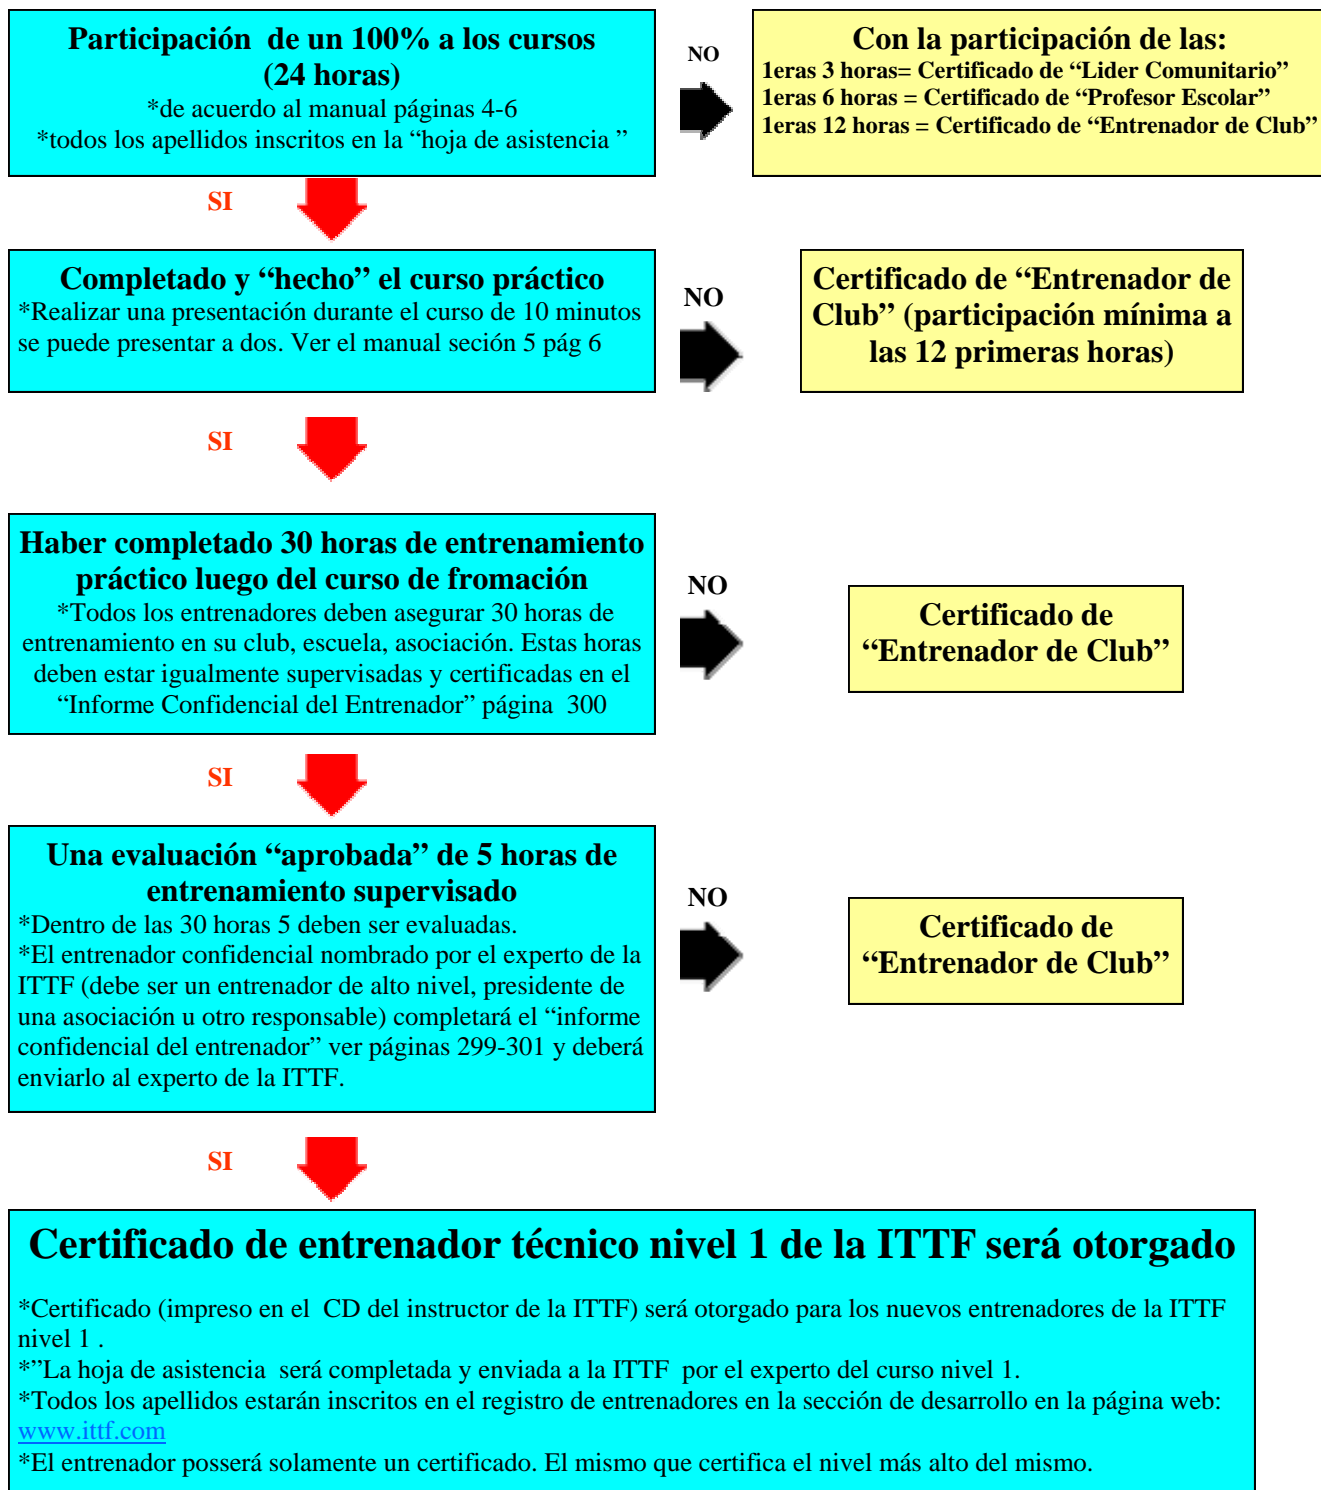 Participación de un 100% a los cursos
(24 horas)
*de acuerdo al manual páginas 4-6
*todos los apellidos inscritos en la “hoja de asistencia ”
NO
Con la participación de las:
1eras 3 horas= Certificado de “Lider Comunitario”
1eras 6 horas = Certificado de “Profesor Escolar”
1eras 12 horas = Certificado de “Entrenador de Club”
SI
Completado y “hecho” el curso práctico
*Realizar una presentación durante el curso de 10 minutos
se puede presentar a dos. Ver el manual seción 5 pág 6
NO
Certificado de “Entrenador de
Club” (participación mínima a
las 12 primeras horas)
SI
Haber completado 30 horas de entrenamiento
práctico luego del curso de fromación
*Todos los entrenadores deben asegurar 30 horas de
entrenamiento en su club, escuela, asociación. Estas horas
deben estar igualmente supervisadas y certificadas en el
“Informe Confidencial del Entrenador” página 300
NO
Certificado de
“Entrenador de Club”
SI
Una evaluación “aprobada” de 5 horas de
entrenamiento supervisado
*Dentro de las 30 horas 5 deben ser evaluadas.
*El entrenador confidencial nombrado por el experto de la
ITTF (debe ser un entrenador de alto nivel, presidente de
una asociación u otro responsable) completará el “informe
confidencial del entrenador” ver páginas 299-301 y deberá
enviarlo al experto de la ITTF.
NO
Certificado de
“Entrenador de Club”
SI
Certificado de entrenador técnico nivel 1 de la ITTF será otorgado
*Certificado (impreso en el CD del instructor de la ITTF) será otorgado para los nuevos entrenadores de la ITTF
nivel 1 .
*”La hoja de asistencia será completada y enviada a la ITTF por el experto del curso nivel 1.
*Todos los apellidos estarán inscritos en el registro de entrenadores en la sección de desarrollo en la página web:
www.ittf.com
*El entrenador posserá solamente un certificado. El mismo que certifica el nivel más alto del mismo.